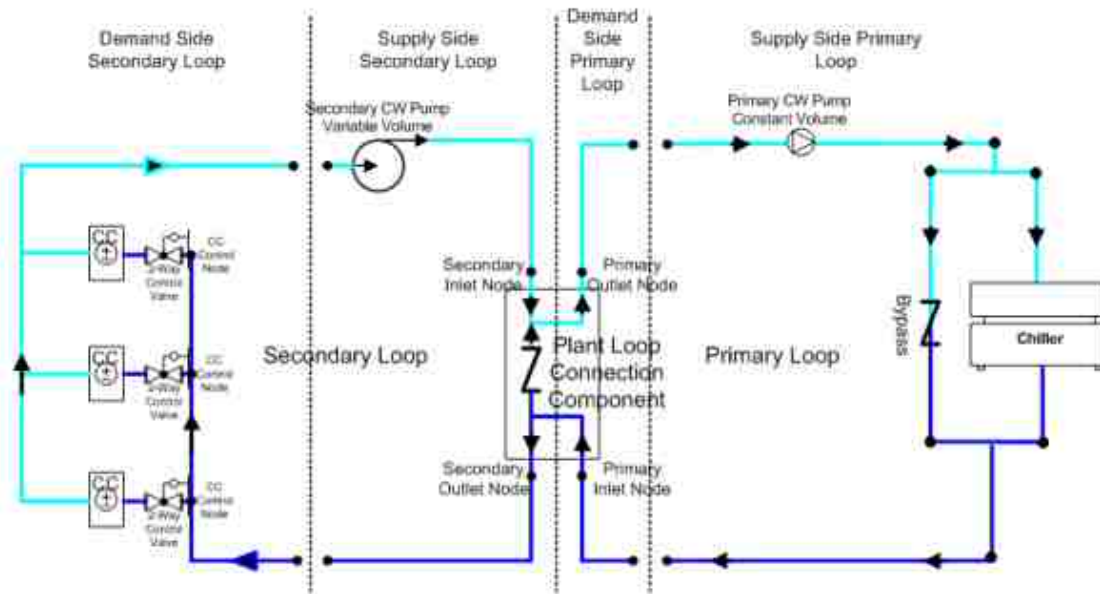 Demand Side
Secondary Loop
Supply Side
Secondary Loop
Demand
Side
Primary
Loop
Supply Side Primary
Loop
Secondary CW Pump
Variable Volume
Primary CW Pump
Constant Volume
CC
CC
Control
Node
2-Way
Control
Valve
CC
CC
Control
Node
2-Way
Control
Valve
CC
CC
Control
Node
2-Way
Control
Valve
Secondary
Inlet Node
Primary
Outlet Node
Secondary Loop
Plant Loop
Connection
Component
Primary Loop
Bypass
Chiller
Secondary
Outlet Node
Primary
Inlet Node